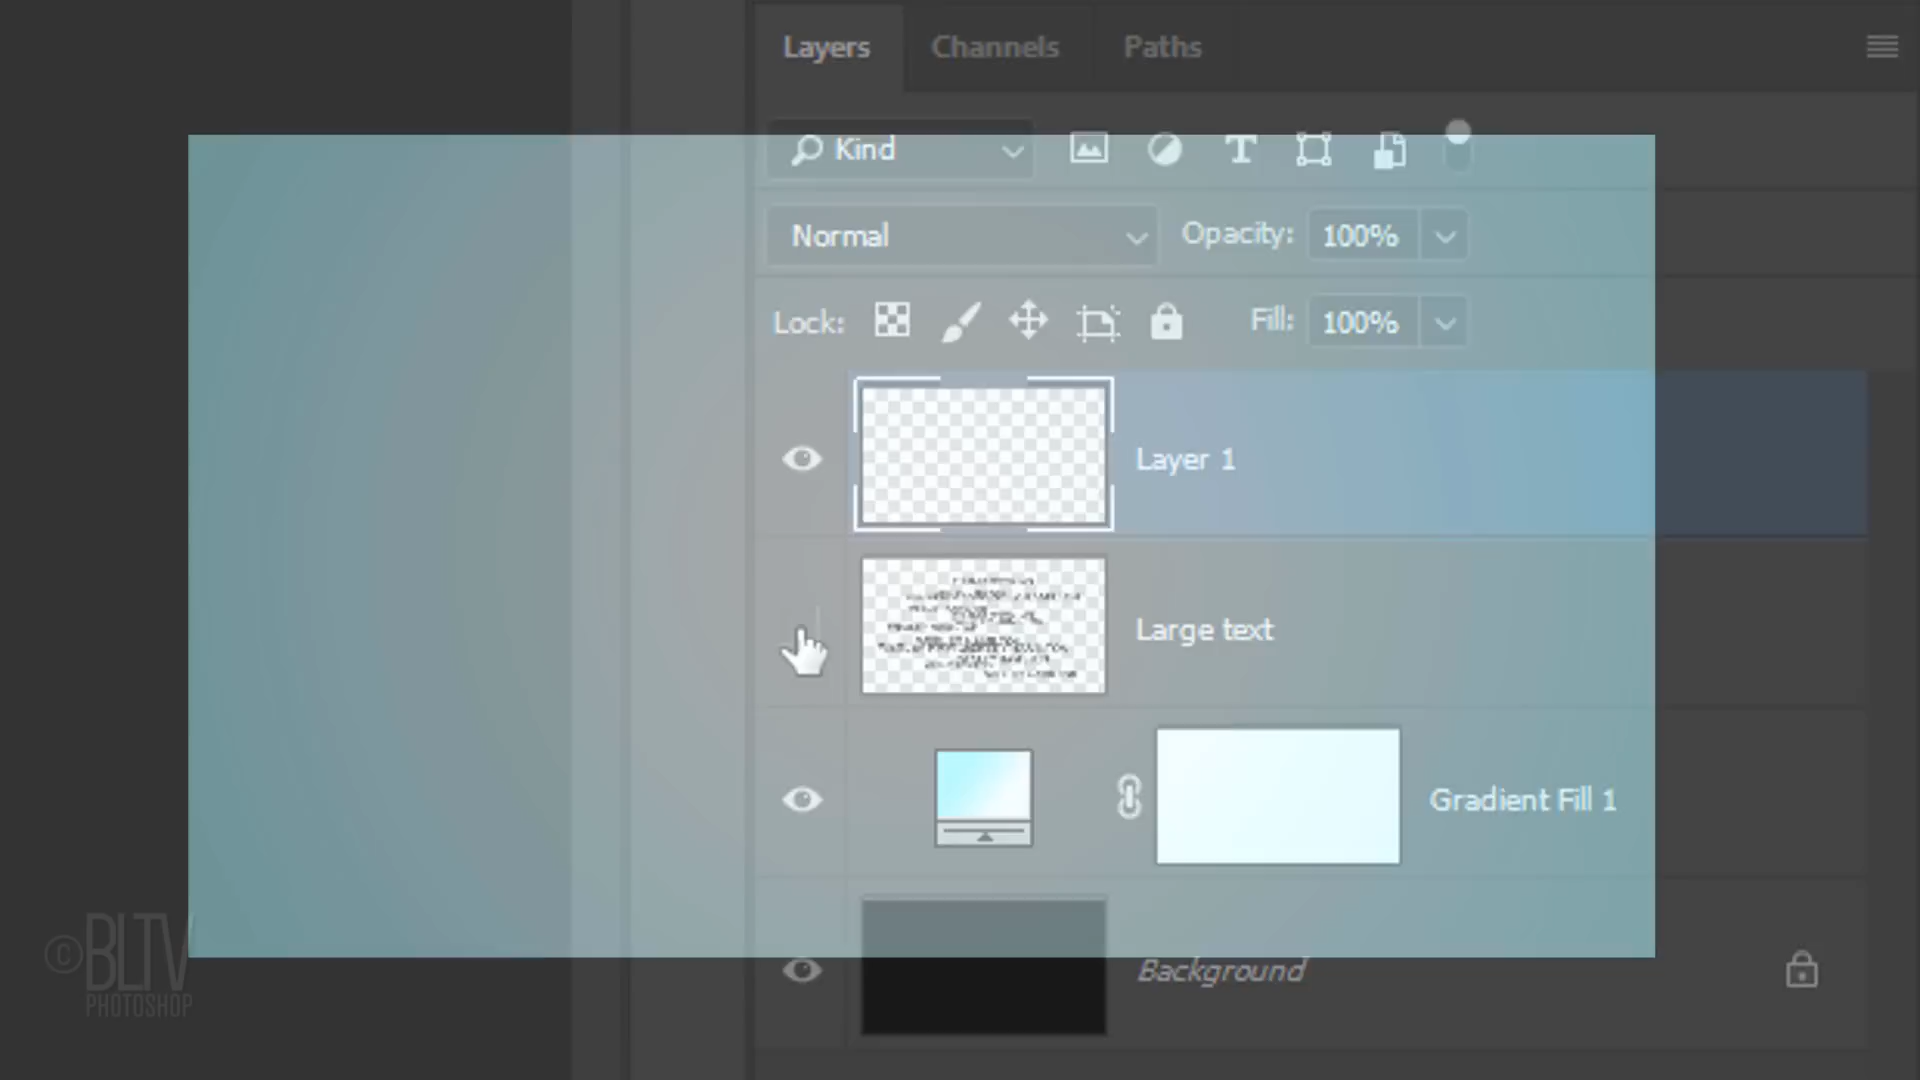 Layers Channels Paths
Kind
Normal Opacity: 100%
Lock: Fill: 100%
Layer 1
Large text
Gradient Fill 1
Background
©BLTV
PHOTOSHOP